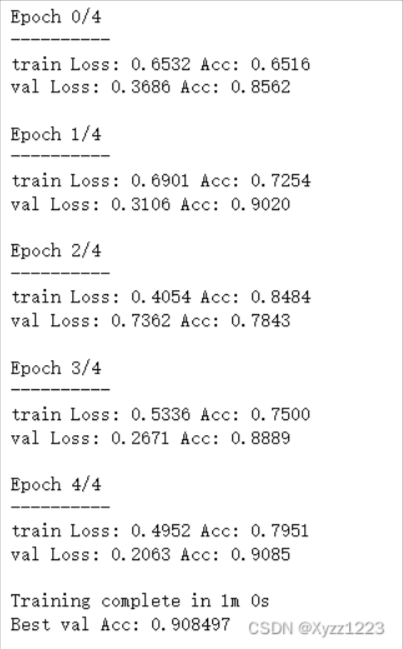 Epoch 0/4
----------
train Loss: 0.6532 Acc: 0.6516
val Loss: 0.3686 Acc: 0.8562
Epoch 1/4
----------
train Loss: 0.6901 Acc: 0.7254
val Loss: 0.3106 Acc: 0.9020
Epoch 2/4
----------
train Loss: 0.4054 Acc: 0.8484
val Loss: 0.7362 Acc: 0.7843
Epoch 3/4
----------
train Loss: 0.5336 Acc: 0.7500
val Loss: 0.2671 Acc: 0.8889
Epoch 4/4
----------
train Loss: 0.4952 Acc: 0.7951
val Loss: 0.2063 Acc: 0.9085
Training complete in 1m 0s
Best val Acc: 0.908497
CSDN @Xyzz1223